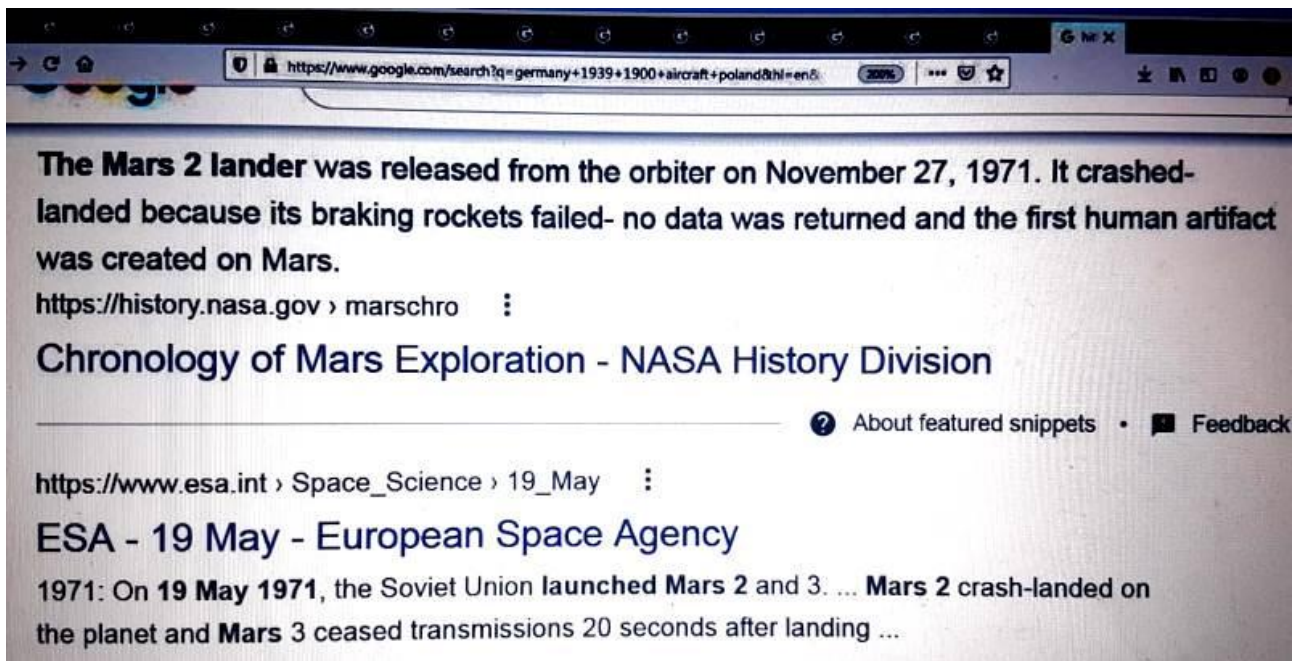 https://www.google.com/search?q=germany+1939+1900+aircraft+poland&hl=en&
200%
The Mars 2 lander was released from the orbiter on November 27, 1971. It crashed-
landed because its braking rockets failed- no data was returned and the first human artifact
was created on Mars.
https://history.nasa.gov › marschro
Chronology of Mars Exploration - NASA History Division
About featured snippets • Feedback
https://www.esa.int › Space_Science › 19_May
ESA - 19 May - European Space Agency
1971: On 19 May 1971, the Soviet Union launched Mars 2 and 3. ... Mars 2 crash-landed on
the planet and Mars 3 ceased transmissions 20 seconds after landing ...